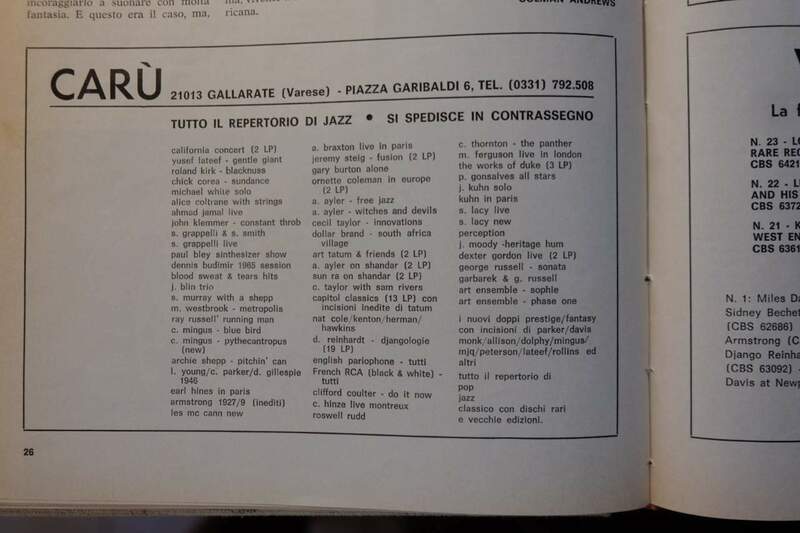 incoraggiarlo a suonare con molta
fantasia. E questo era il caso, ma,
ricana.
COLMAN ANDREWS
CARÙ 21013 GALLARATE (Varese) - PIAZZA GARIBALDI 6, TEL. (0331) 792.508
TUTTO IL REPERTORIO DI JAZZ • SI SPEDISCE IN CONTRASSEGNO
california concert (2 LP)
yusef lateef - gentle giant
roland kirk - blacknuss
chick corea - sundance
michael white solo
alice coltrane with strings
ahmad jamal live
john klemmer - constant throb
s. grappelli & s. smith
s. grappelli live
paul bley sinthesizer show
dennis budimir 1965 session
blood sweat & tears hits
j. blin trio
s. murray with a shepp
m. westbrook - metropolis
ray russell' running man
c. mingus - blue bird
c. mingus - pythecantropus
(new)
archie shepp - pitchin' can
l. young/c. parker/d. gillespie
1946
earl hines in paris
armstrong 1927/9 (inediti)
les mc cann new
a. braxton live in paris
jeremy steig - fusion (2 LP)
gary burton alone
ornette coleman in europe
(2 LP)
a. ayler - free jazz
a. ayler - witches and devils
cecil taylor - innovations
dollar brand - south africa
village
art tatum & friends (2 LP)
a. ayler on shandar (2 LP)
sun ra on shandar (2 LP)
c. taylor with sam rivers
capitol classics (13 LP) con
incisioni inedite di tatum
nat cole/kenton/herman/
hawkins
d. reinhardt - djangologie
(19 LP)
english parlophone - tutti
French RCA (black & white) -
tutti
clifford coulter - do it now
c. hinze live montreux
roswell rudd
c. thornton - the panther
m. ferguson live in london
the works of duke (3 LP)
p. gonsalves all stars
j. kuhn solo
kuhn in paris
s. lacy live
s. lacy new
perception
j. moody -heritage hum
dexter gordon live (2 LP)
george russell - sonata
garbarek & g. russell
art ensemble - sophie
art ensemble - phase one
i nuovi doppi prestige/fantasy
con incisioni di parker/davis
monk/allison/dolphy/mingus/
mjq/peterson/lateef/rollins ed
altri
tutto il repertorio di
pop
jazz
classico con dischi rari
e vecchie edizioni.
26
La
N. 23 -
RARE
CBS
N. 22 -
AND HIS
CBS
N. 21 -
WEST
CBS
N. 1: Miles
Sidney
(CBS 62686)
Armstrong
Django
(CBS 63092) -
Davis at